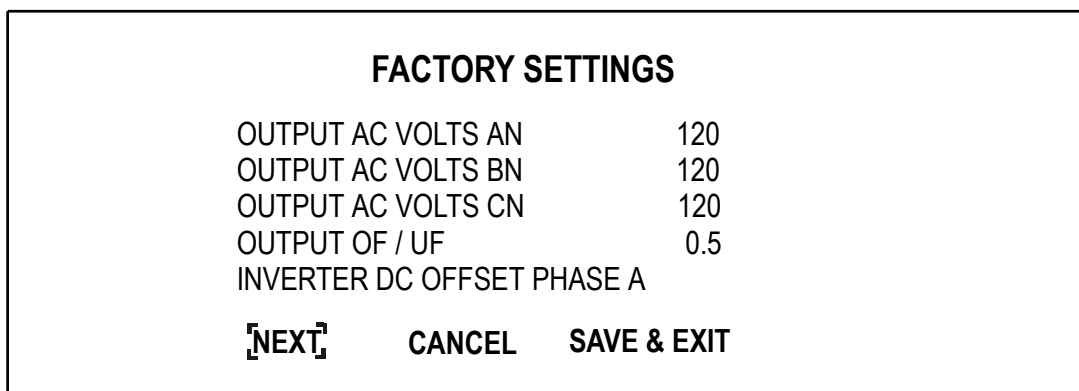 FACTORY SETTINGS
OUTPUT AC VOLTS AN 120
OUTPUT AC VOLTS BN 120
OUTPUT AC VOLTS CN 120
OUTPUT OF / UF 0.5
INVERTER DC OFFSET PHASE A
NEXT CANCEL SAVE & EXIT